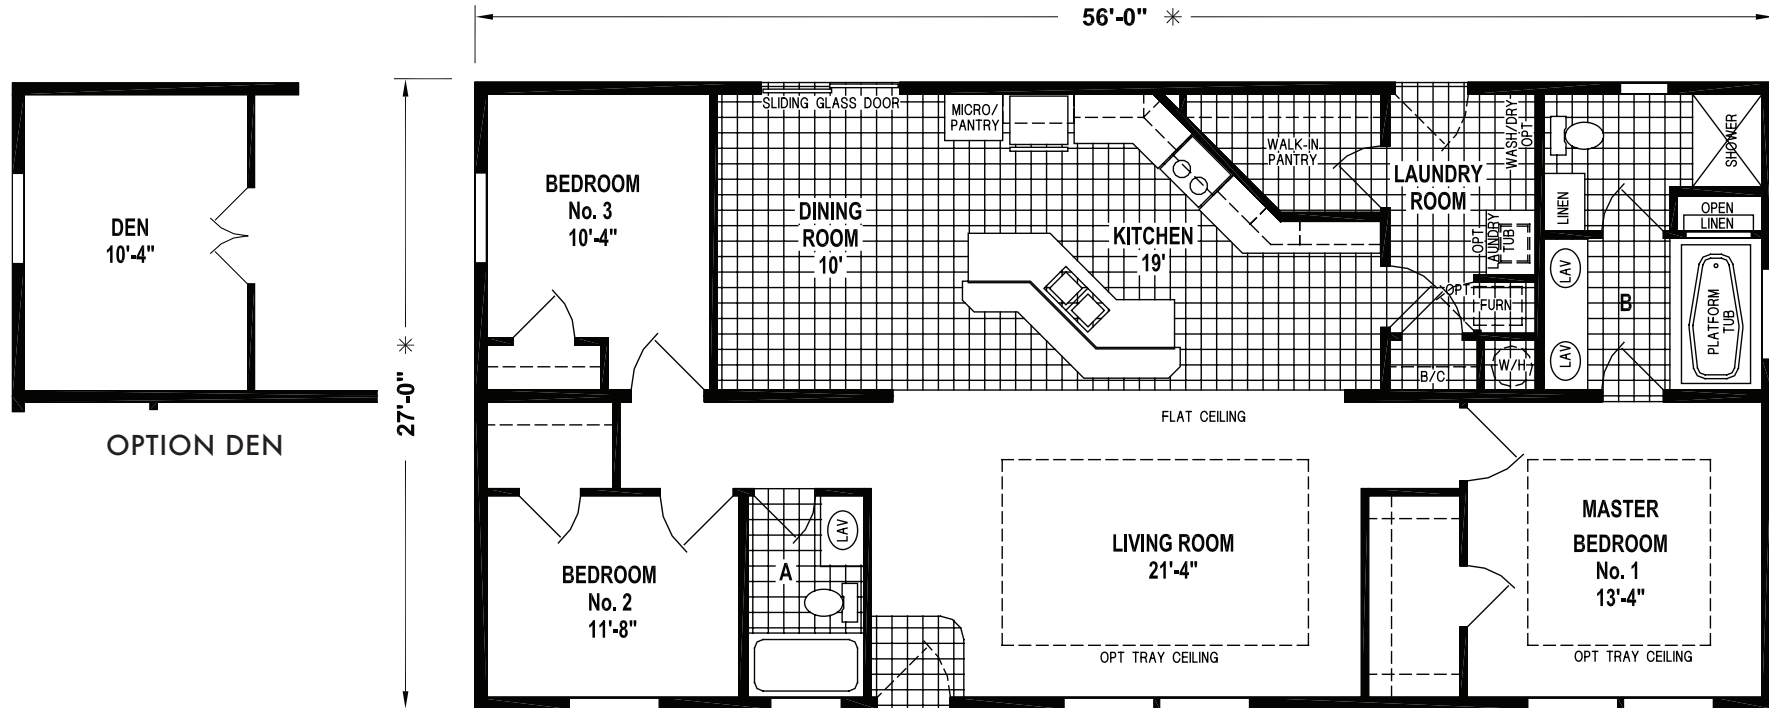 56'-0" ✳
SLIDING GLASS DOOR
MICRO/
PANTRY
WALK-IN
PANTRY
WASH/DRY
OPT
SHOWER
LAUNDRY
ROOM
BEDROOM
No. 3
10'-4"
DEN
10'-4"
DINING
ROOM
10'
KITCHEN
19'
LINEN
OPEN
LINEN
OPT
LAUNDRY
TUB
LAV
B
PLATFORM
TUB
OPT
FURN
27'-0" ✳
LAV
B/C
W/H
OPTION DEN
FLAT CEILING
LAV
A
BEDROOM
No. 2
11'-8"
LIVING ROOM
21'-4"
MASTER
BEDROOM
No. 1
13'-4"
OPT TRAY CEILING
OPT TRAY CEILING